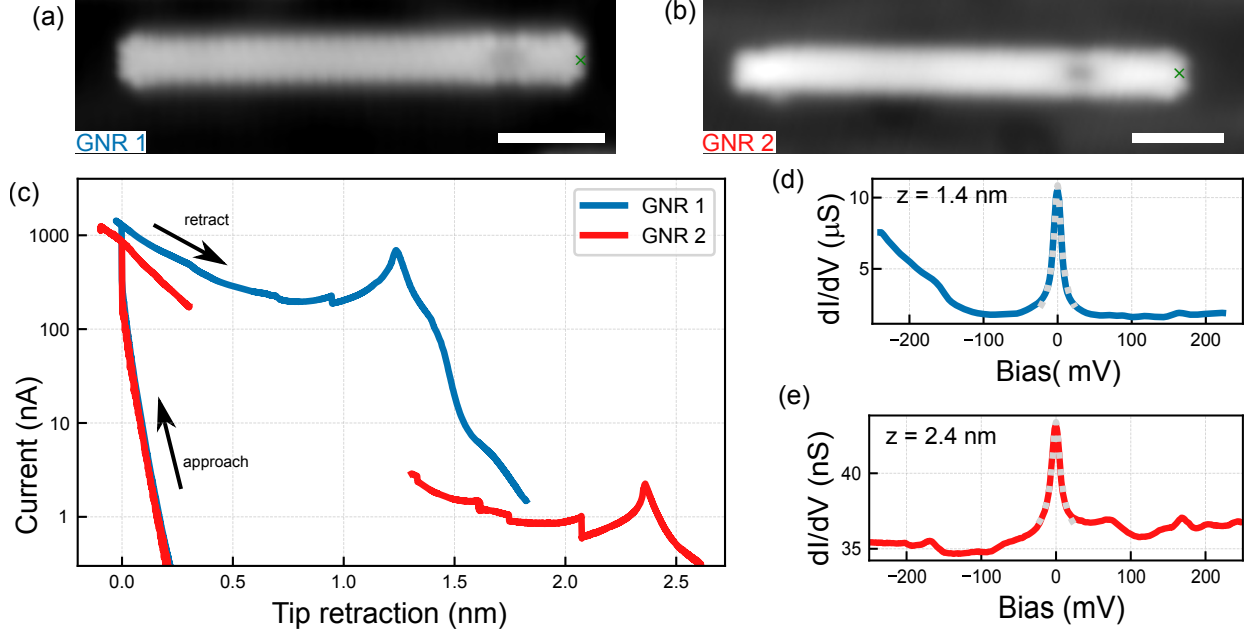 (a)
GNR 1
(b)
GNR 2
(c)
Current (nA)
1000
100
10
1
retract
approach
GNR 1
GNR 2
0.0 0.5 1.0 1.5 2.0 2.5
Tip retraction (nm)
(d)
dI/dV (μS)
10
5
z = 1.4 nm
−200 −100 0 100 200
Bias( mV)
(e)
dI/dV (nS)
40
35
z = 2.4 nm
−200 −100 0 100 200
Bias (mV)